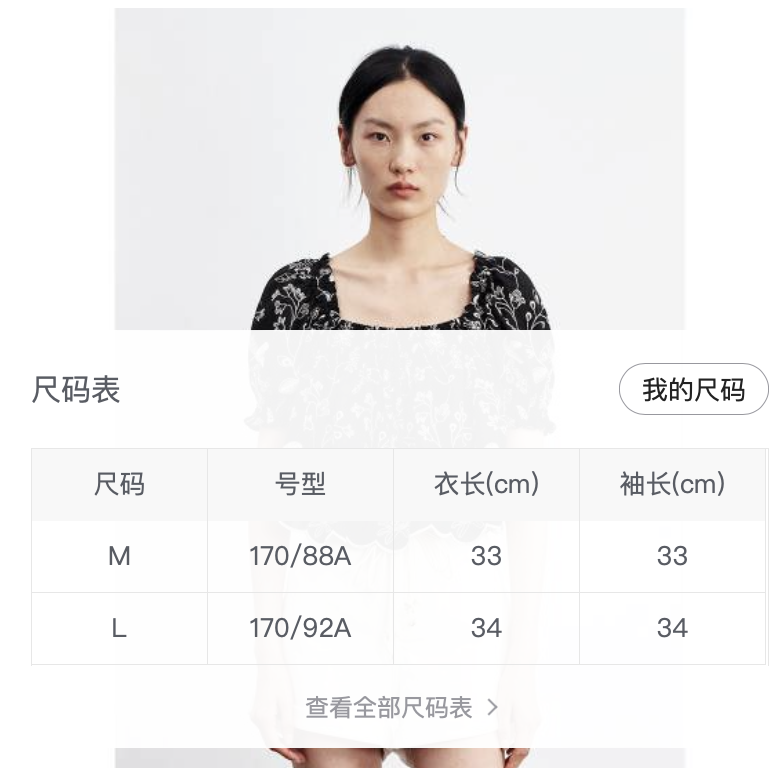 尺码表
我的尺码
尺码 号型 衣长(cm) 袖长(cm)
M 170/88A 33 33
L 170/92A 34 34
查看全部尺码表